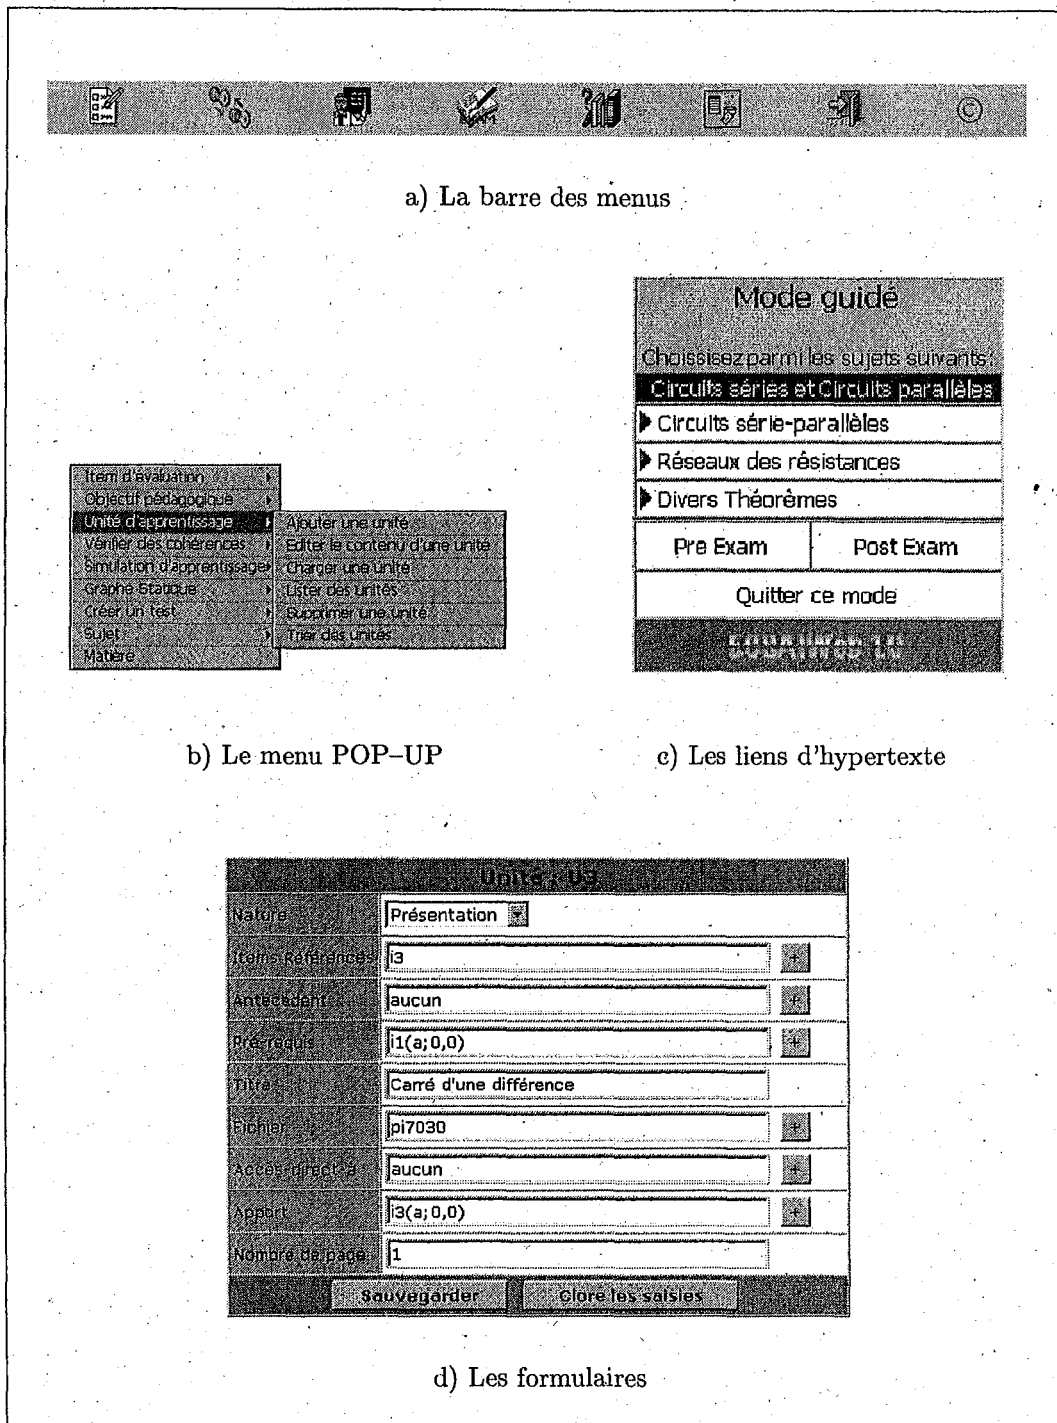 a) La barre des menus
Mode guidé
Choissisez parmi les sujets suivants:
Circuits séries et Circuits parallèles
Circuits série-parallèles
Réseaux des résistances
Divers Théorèmes
Pre Exam Post Exam
Quitter ce mode
Item d'évaluation
Objectif pédagogique
Unité d'apprentissage
Vérifier des cohérences
Simulation d'apprentissage
Graphe Statique
Créer un test
Sujet
Matière
Ajouter une unité
Editer le contenu d'une unité
Charger une unité
Lister des unités
Supprimer une unité
Trier des unités
b) Le menu POP–UP
c) Les liens d'hypertexte
Unité : U3
Nature Présentation
Items Références i3
Antécédent aucun
Pré-requis i1(a;0,0)
Titre Carré d'une différence
Fichier pi7030
Accès direct à aucun
Apport i3(a;0,0)
Nombre de page 1
Sauvegarder Clore les saisies
d) Les formulaires